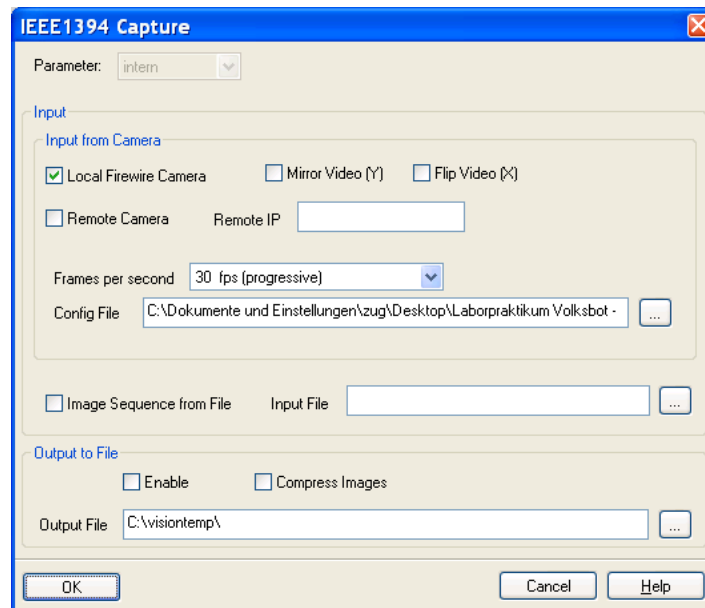 IEEE1394 Capture
Parameter: intern
Input
Input from Camera
Local Firewire Camera Mirror Video (Y) Flip Video (X)
Remote Camera Remote IP
Frames per second 30 fps (progressive)
Config File C:\Dokumente und Einstellungen\zug\Desktop\Laborpraktikum Volksbot - ...
Image Sequence from File Input File ...
Output to File
Enable Compress Images
Output File C:\visiontemp\ ...
OK Cancel Help